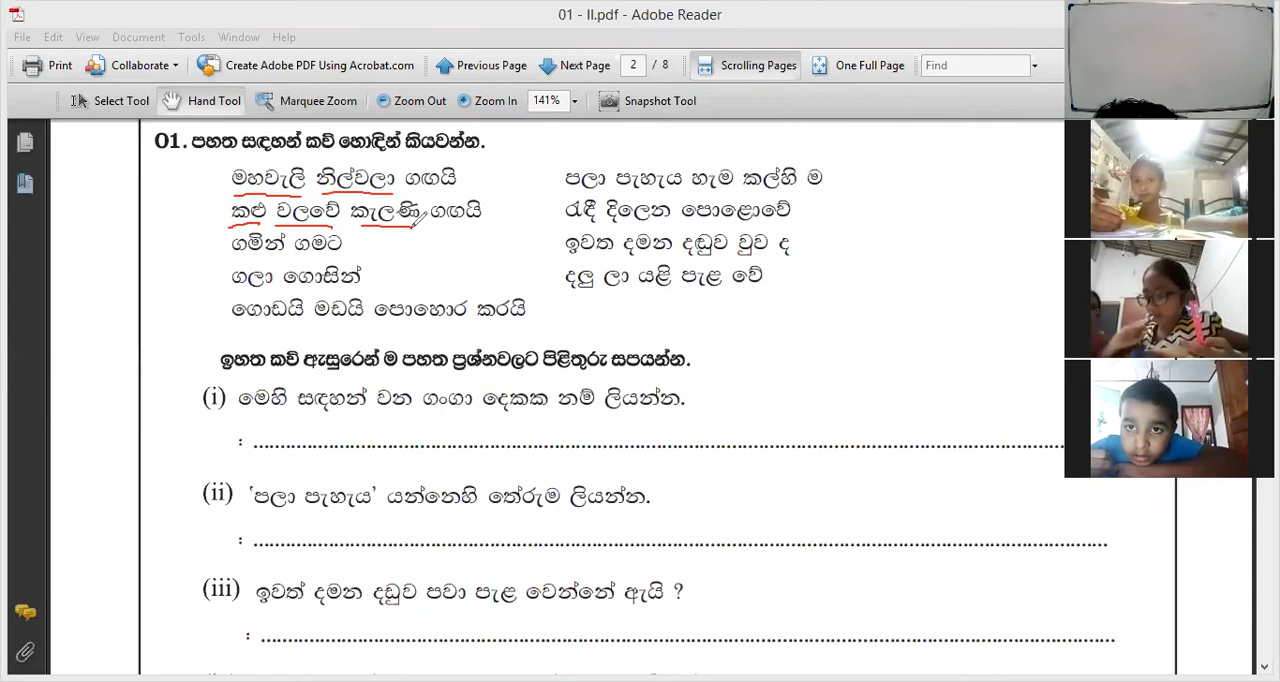 01 - II.pdf - Adobe Reader
File Edit View Document Tools Window Help
Print Collaborate Create Adobe PDF Using Acrobat.com Previous Page Next Page 2 / 8 Scrolling Pages One Full Page Find
Select Tool Hand Tool Marquee Zoom Zoom Out Zoom In 141% Snapshot Tool
01. පහත සඳහන් කවි හොඳින් කියවන්න.
මහවැලි නිල්වලා ගඟයි
කළු වලවේ කැලණි ගඟයි
ගමින් ගමට
ගලා ගොසින්
ගොඩයි මඩයි පොහොර කරයි
පලා පැහැය හැම කල්හි ම
රැඳී දිලෙන පොළොවේ
ඉවත දමන දඬුව වුව ද
දලු ලා යළි පැළ වේ
ඉහත කවි ඇසුරෙන් ම පහත ප්‍රශ්නවලට පිළිතුරු සපයන්න.
(i) මෙහි සඳහන් වන ගංගා දෙකක නම් ලියන්න.
(ii) ‘පලා පැහැය’ යන්නෙහි තේරුම ලියන්න.
(iii) ඉවත් දමන දඩුව පවා පැළ වෙන්නේ ඇයි ?